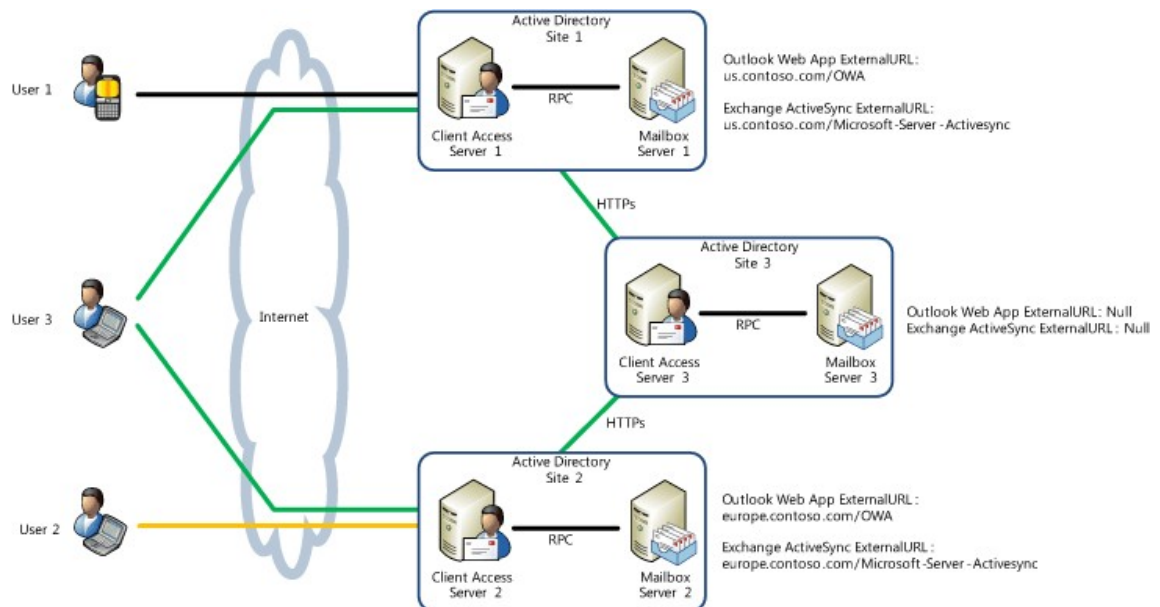 Active Directory
Site 1
User 1
RPC
Client Access
Server 1
Mailbox
Server 1
Outlook Web App ExternalURL:
us.contoso.com/OWA
Exchange ActiveSync ExternalURL:
us.contoso.com/Microsoft-Server-Activesync
HTTPs
Active Directory
Site 3
User 3
Internet
RPC
Client Access
Server 3
Mailbox
Server 3
Outlook Web App ExternalURL: Null
Exchange ActiveSync ExternalURL: Null
HTTPs
Active Directory
Site 2
User 2
RPC
Client Access
Server 2
Mailbox
Server 2
Outlook Web App ExternalURL:
europe.contoso.com/OWA
Exchange ActiveSync ExternalURL:
europe.contoso.com/Microsoft-Server-Activesync